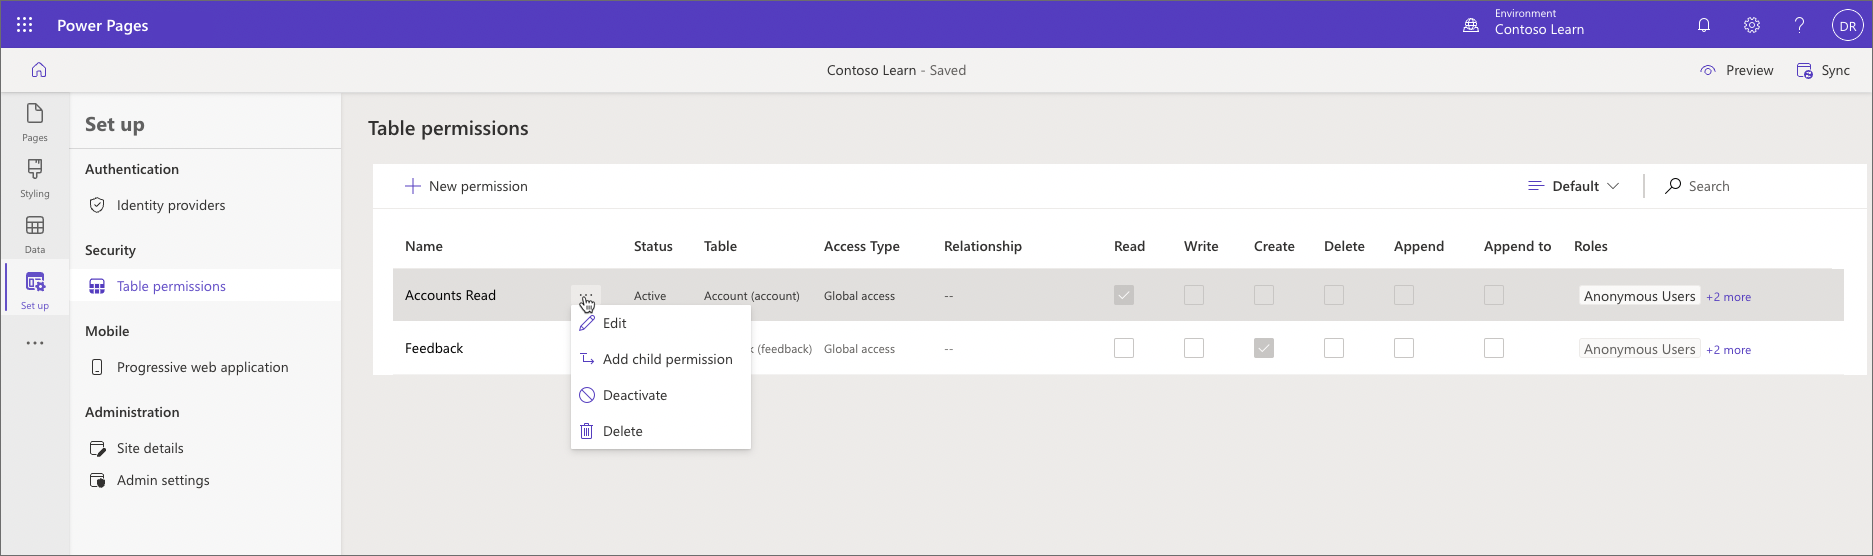 Power Pages
Environment
Contoso Learn
DR
Contoso Learn - Saved
Preview
Sync
Pages
Styling
Data
Set up
Set up
Authentication
Identity providers
Security
Table permissions
Mobile
Progressive web application
Administration
Site details
Admin settings
Table permissions
New permission
Default
Search
Name Status Table Access Type Relationship Read Write Create Delete Append Append to Roles
Accounts Read ... Active Account (account) Global access -- Anonymous Users +2 more
Feedback (feedback) Global access -- Anonymous Users +2 more
Edit
Add child permission
Deactivate
Delete